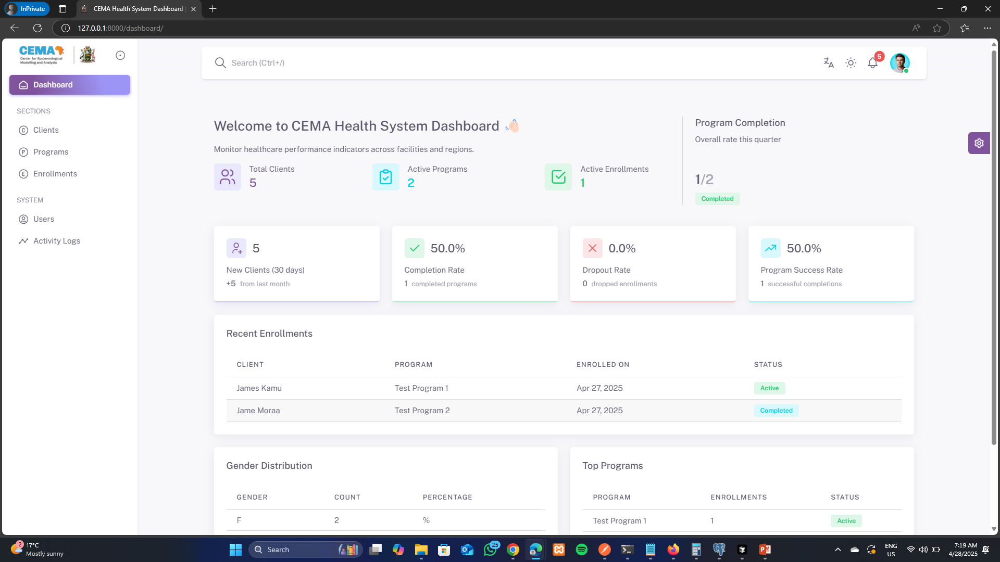 InPrivate
CEMA Health System Dashboard
127.0.0.1:8000/dashboard/
CEMA
Center for Epidemiological
Modelling and Analysis
Search (Ctrl+/)
5
Dashboard
SECTIONS
Clients
Programs
Enrollments
SYSTEM
Users
Activity Logs
Welcome to CEMA Health System Dashboard
Monitor healthcare performance indicators across facilities and regions.
Total Clients
5
Active Programs
2
Active Enrollments
1
Program Completion
Overall rate this quarter
1/2
Completed
5
New Clients (30 days)
+5 from last month
50.0%
Completion Rate
1 completed programs
0.0%
Dropout Rate
0 dropped enrollments
50.0%
Program Success Rate
1 successful completions
Recent Enrollments
CLIENT PROGRAM ENROLLED ON STATUS
James Kamu Test Program 1 Apr 27, 2025 Active
Jame Moraa Test Program 2 Apr 27, 2025 Completed
Gender Distribution
GENDER COUNT PERCENTAGE
F 2 %
Top Programs
PROGRAM ENROLLMENTS STATUS
Test Program 1 1 Active
2
17°C
Mostly sunny
Search
25
ENG
US
7:19 AM
4/28/2025